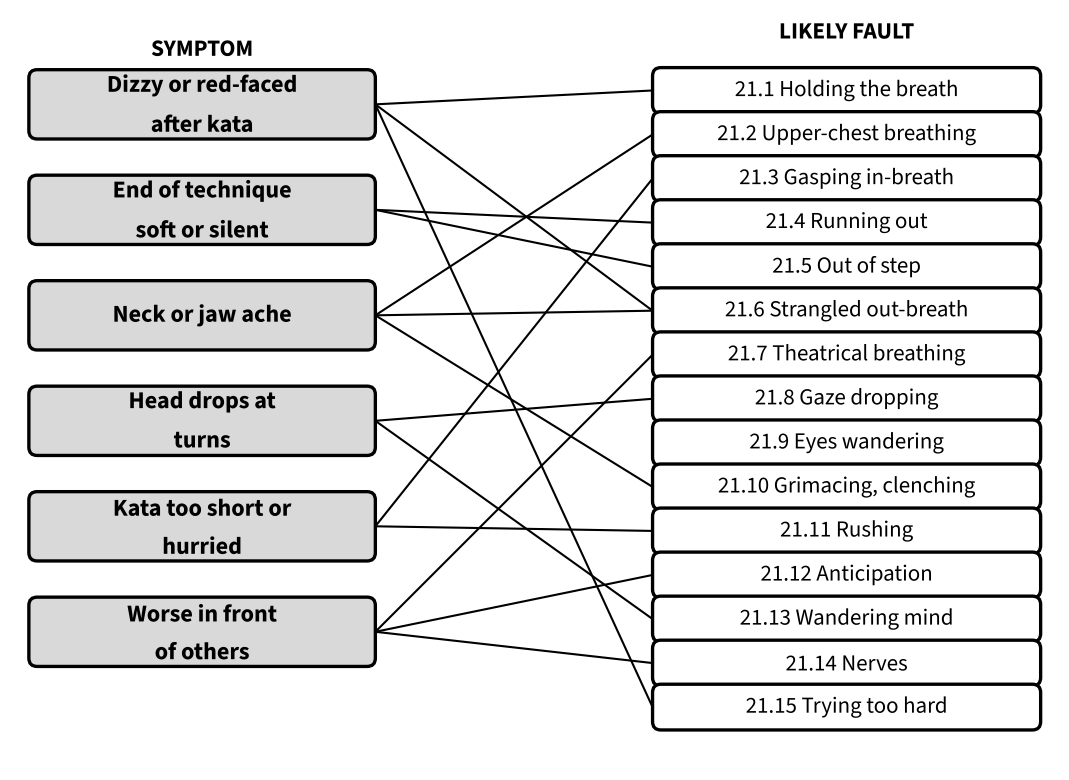 SYMPTOM
Dizzy or red-faced
after kata
End of technique
soft or silent
Neck or jaw ache
Head drops at
turns
Kata too short or
hurried
Worse in front
of others
LIKELY FAULT
21.1 Holding the breath
21.2 Upper-chest breathing
21.3 Gasping in-breath
21.4 Running out
21.5 Out of step
21.6 Strangled out-breath
21.7 Theatrical breathing
21.8 Gaze dropping
21.9 Eyes wandering
21.10 Grimacing, clenching
21.11 Rushing
21.12 Anticipation
21.13 Wandering mind
21.14 Nerves
21.15 Trying too hard